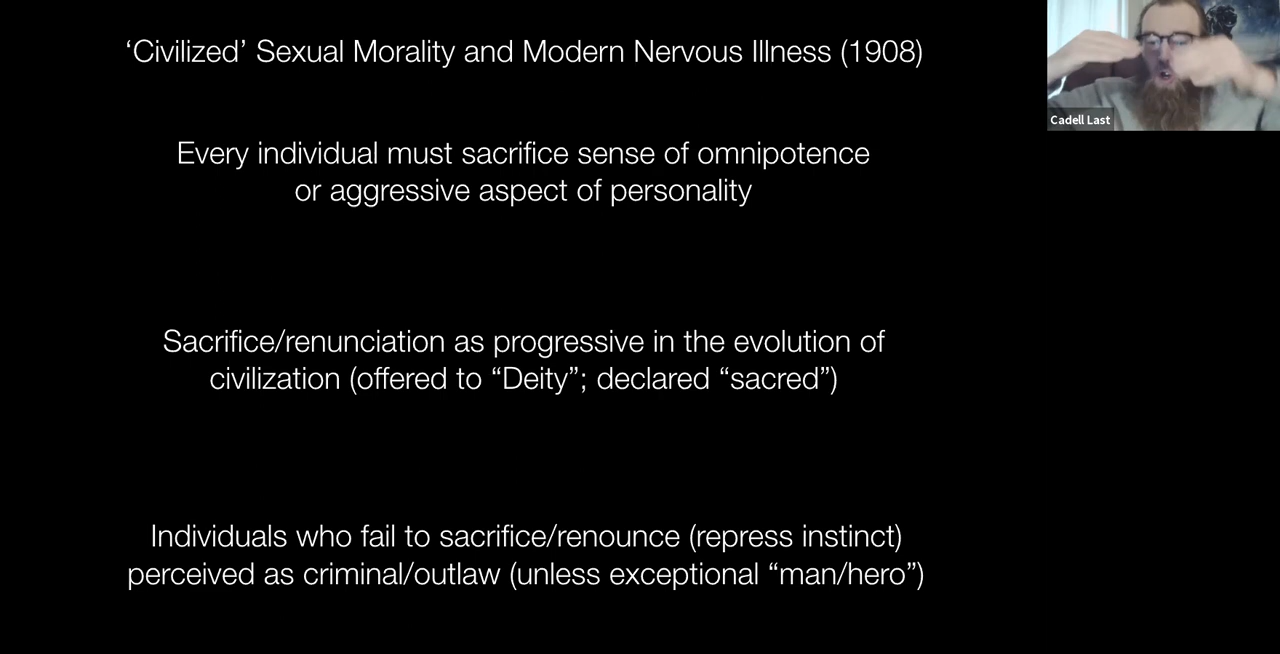 ‘Civilized’ Sexual Morality and Modern Nervous Illness (1908)
Every individual must sacrifice sense of omnipotence
or aggressive aspect of personality
Sacrifice/renunciation as progressive in the evolution of
civilization (offered to “Deity”; declared “sacred”)
Individuals who fail to sacrifice/renounce (repress instinct)
perceived as criminal/outlaw (unless exceptional “man/hero”)
Cadell Last